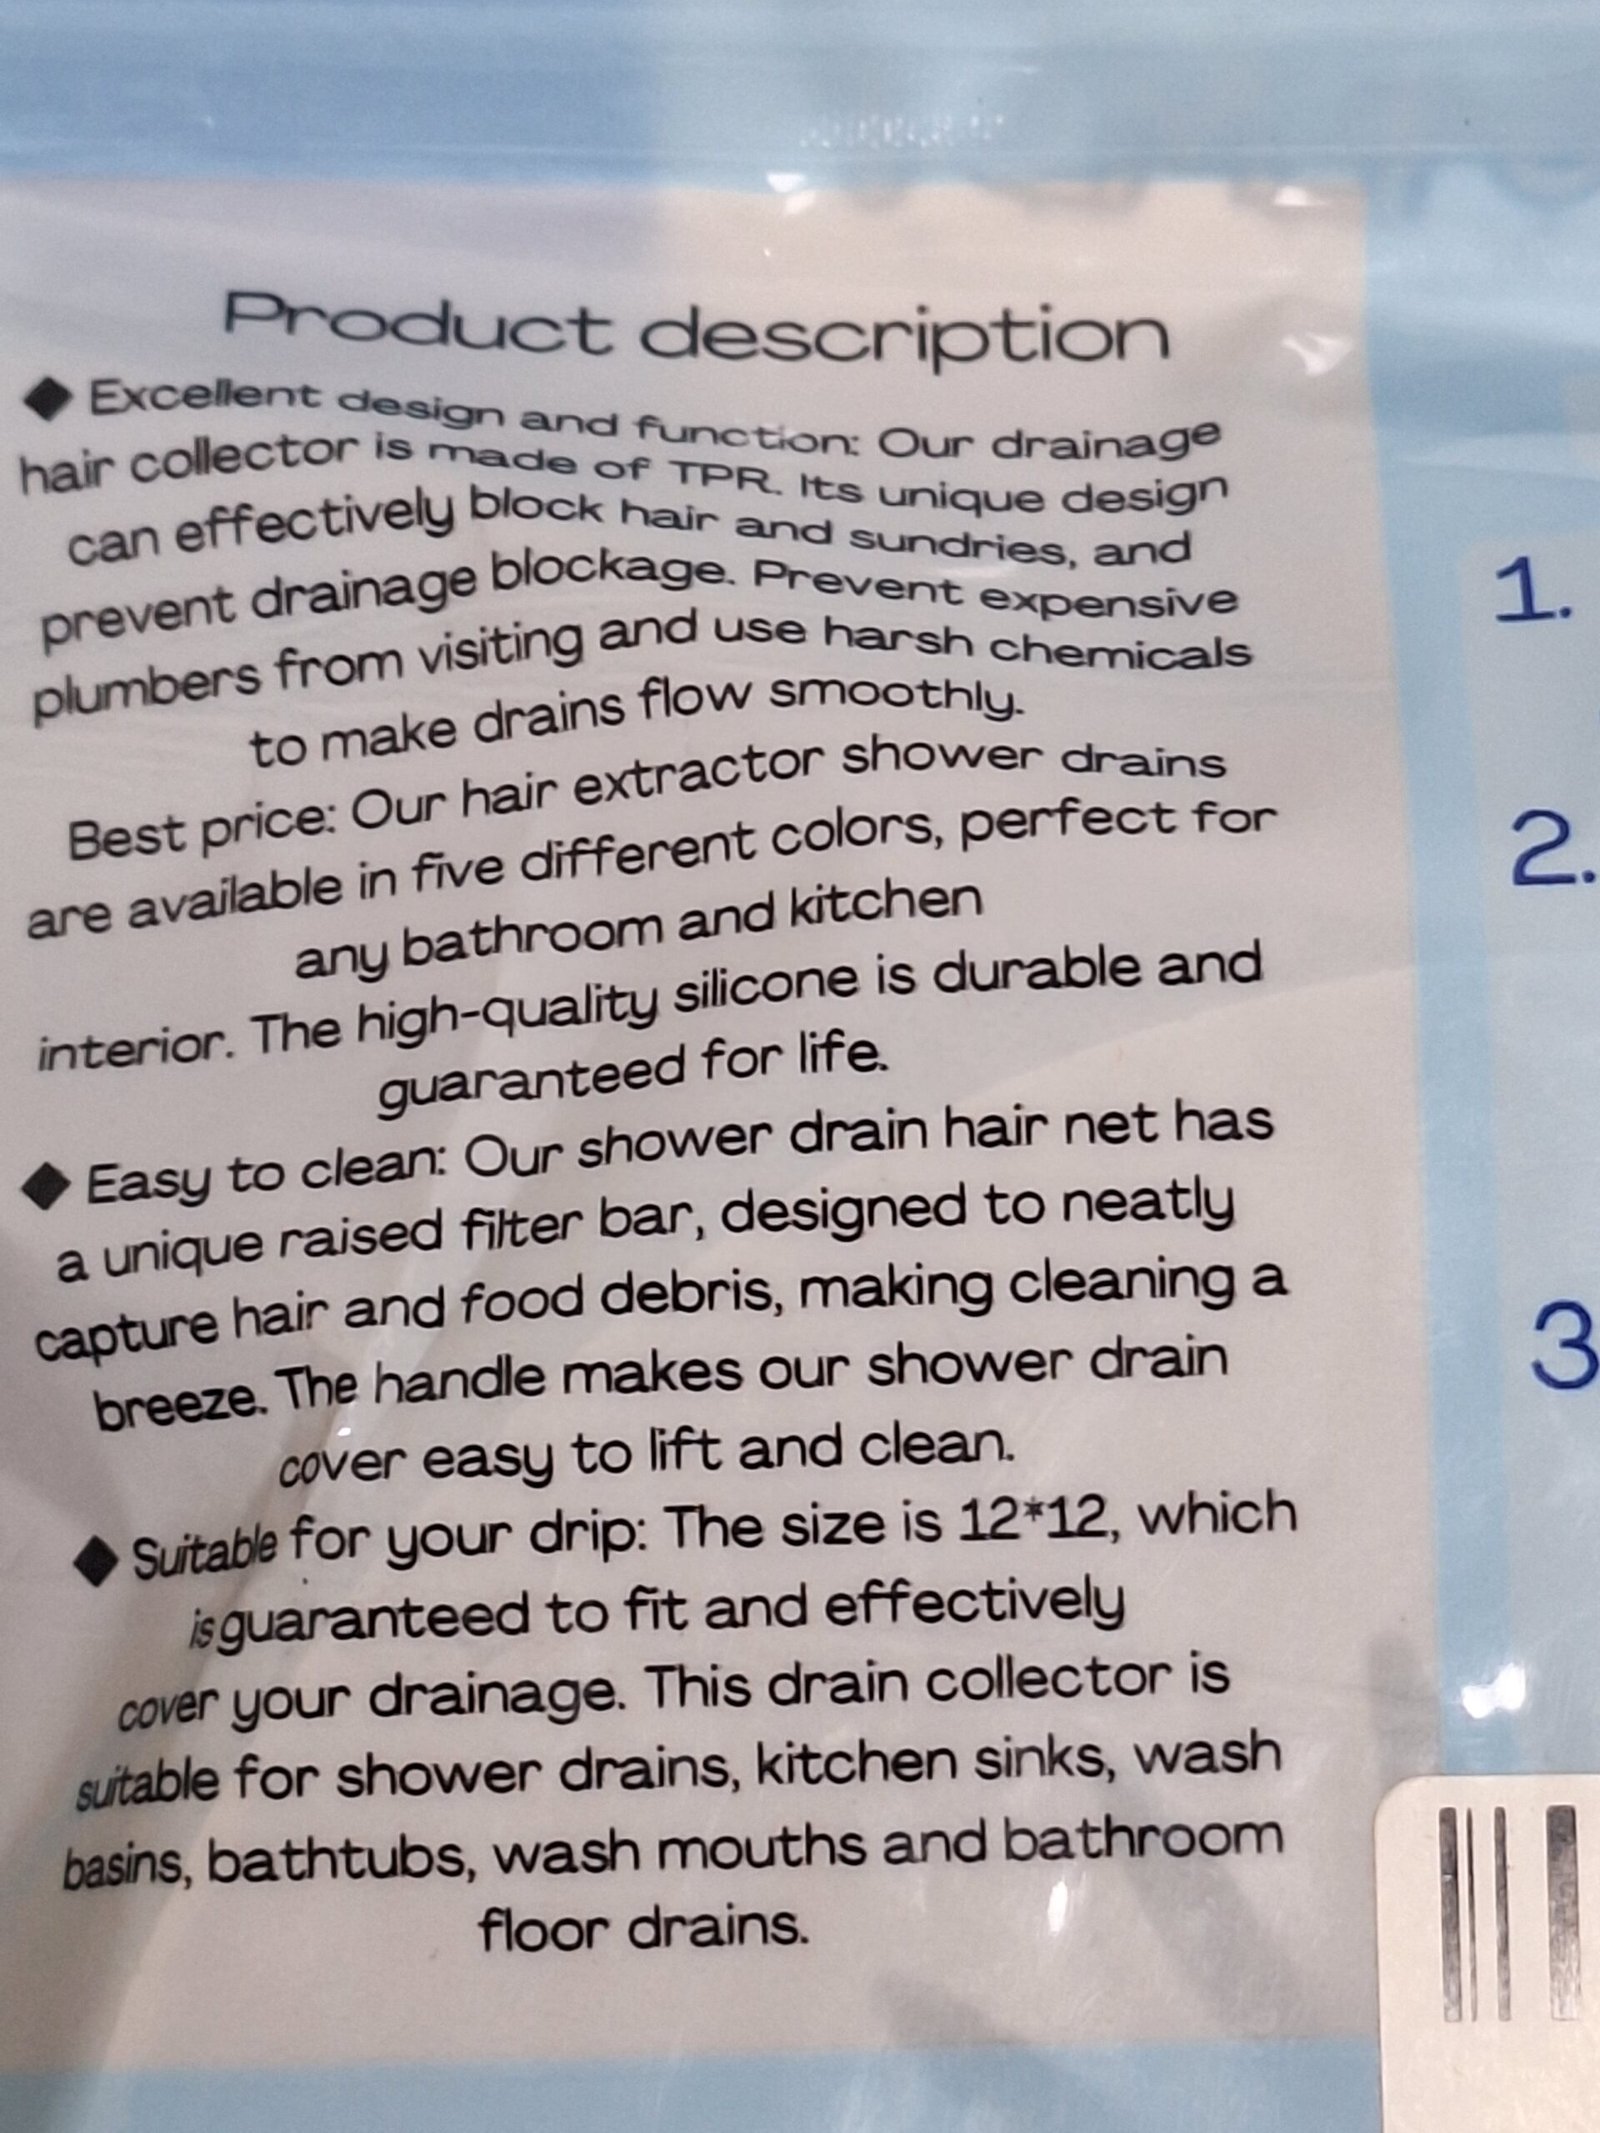 Product description
◆ Excellent design and function: Our drainage
hair collector is made of TPR. Its unique design
can effectively block hair and sundries, and
prevent drainage blockage. Prevent expensive
plumbers from visiting and use harsh chemicals
to make drains flow smoothly.
Best price: Our hair extractor shower drains
are available in five different colors, perfect for
any bathroom and kitchen
interior. The high-quality silicone is durable and
guaranteed for life.
◆ Easy to clean: Our shower drain hair net has
a unique raised filter bar, designed to neatly
capture hair and food debris, making cleaning a
breeze. The handle makes our shower drain
cover easy to lift and clean.
◆ Suitable for your drip: The size is 12*12, which
is guaranteed to fit and effectively
cover your drainage. This drain collector is
suitable for shower drains, kitchen sinks, wash
basins, bathtubs, wash mouths and bathroom
floor drains.
1.
2.
3